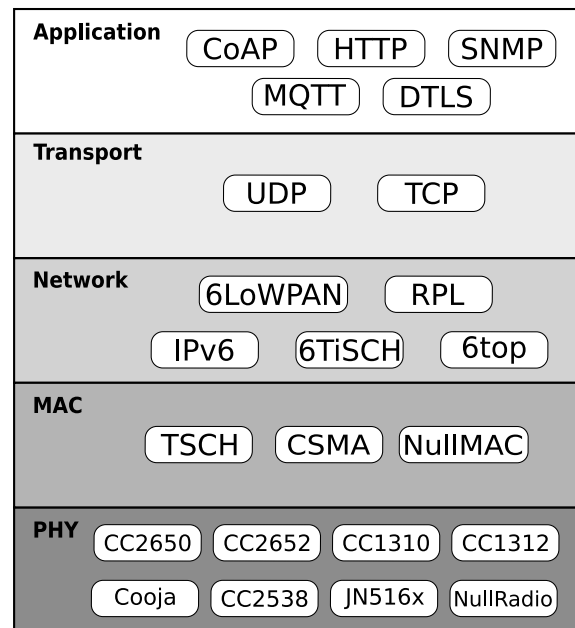 Application
CoAP HTTP SNMP
MQTT DTLS
Transport
UDP TCP
Network
6LoWPAN RPL
IPv6 6TiSCH 6top
MAC
TSCH CSMA NullMAC
PHY
CC2650 CC2652 CC1310 CC1312
Cooja CC2538 JN516x NullRadio